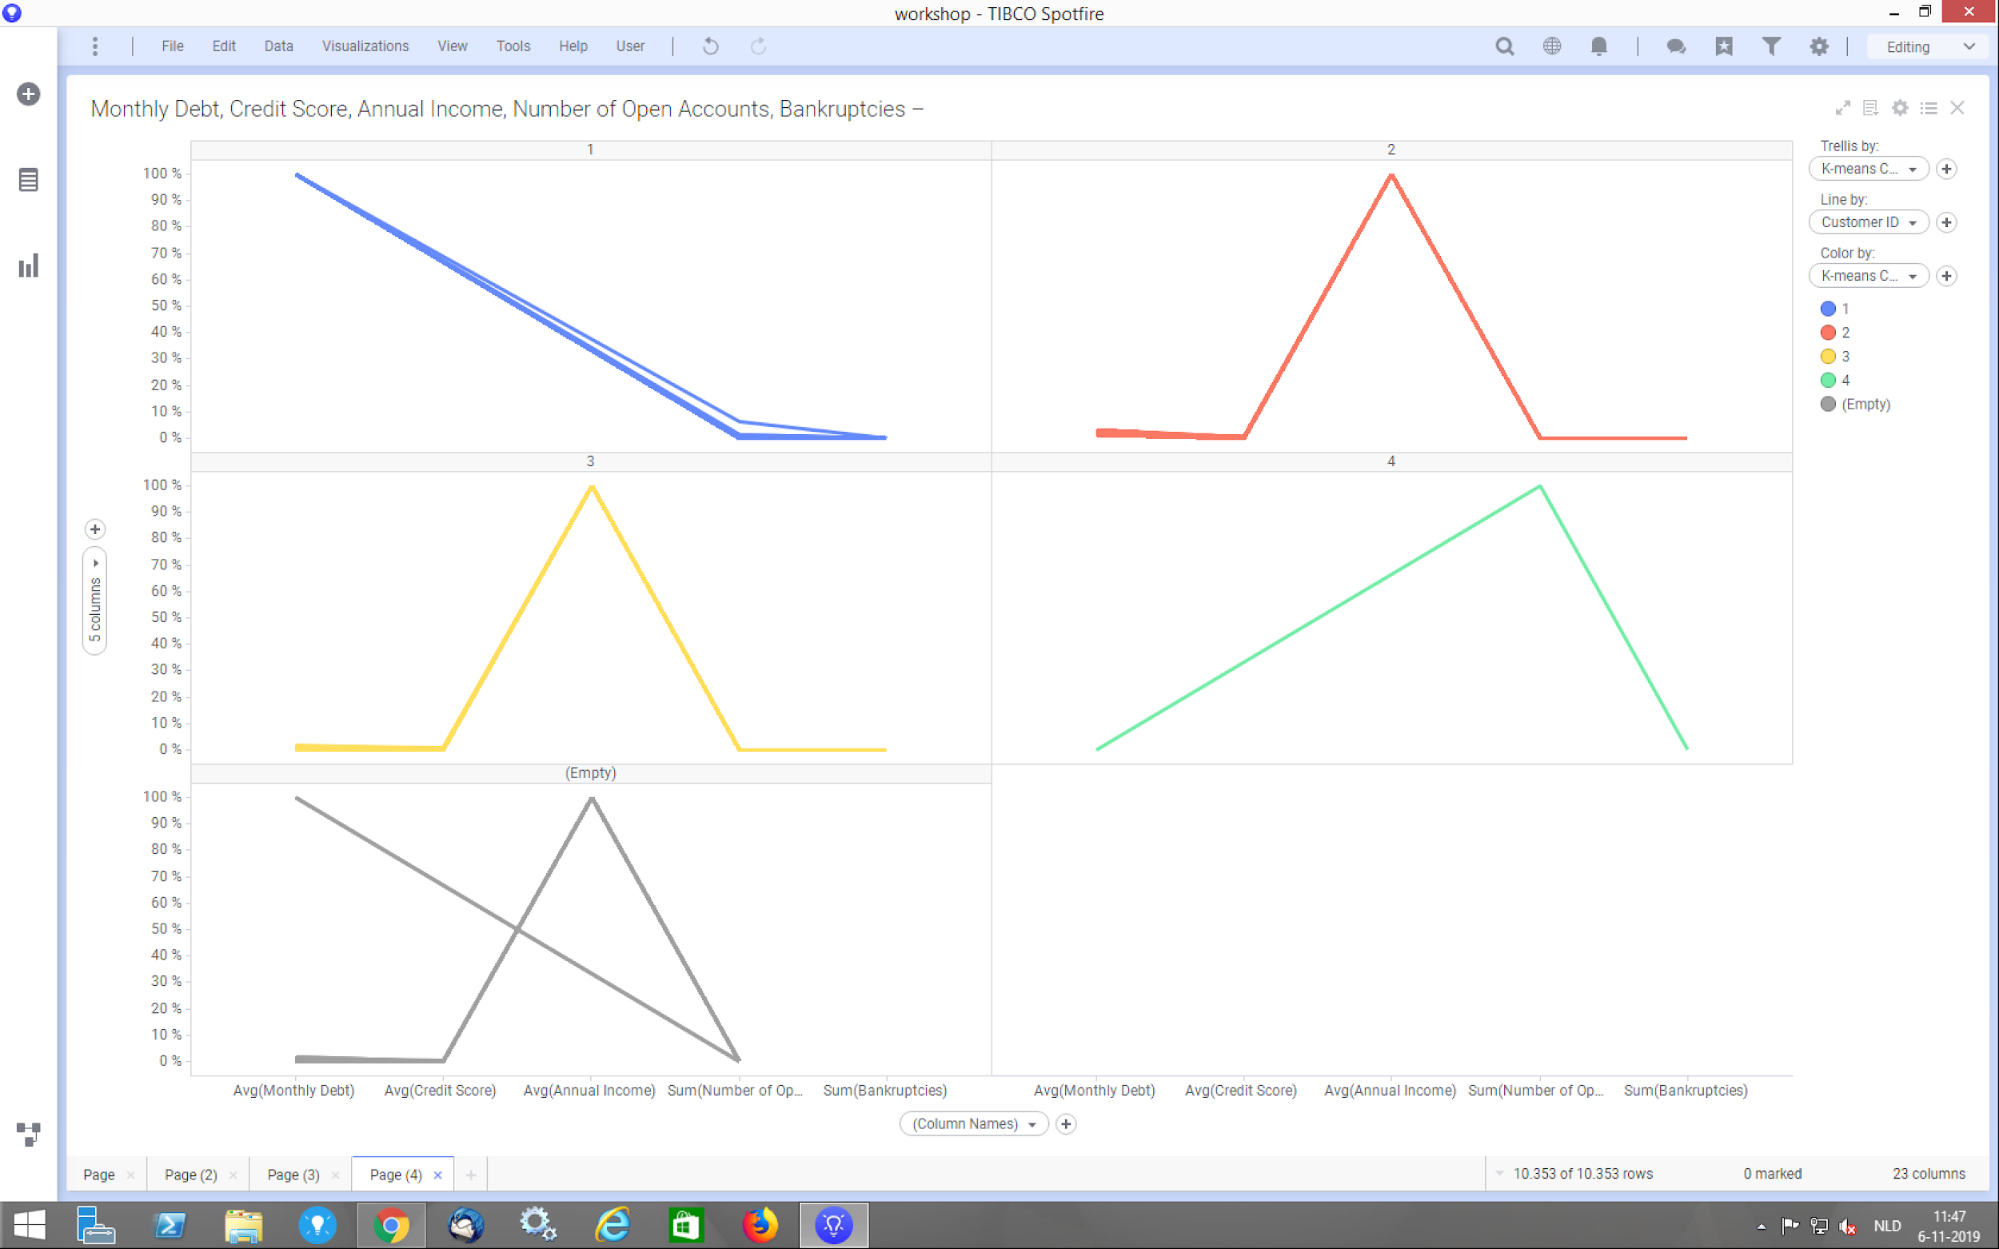 workshop - TIBCO Spotfire
File Edit Data Visualizations View Tools Help User Editing
Monthly Debt, Credit Score, Annual Income, Number of Open Accounts, Bankruptcies –
1 2
100 %
90 %
80 %
70 %
60 %
50 %
40 %
30 %
20 %
10 %
0 %
3 4
100 %
90 %
80 %
70 %
60 %
50 %
40 %
30 %
20 %
10 %
0 %
(Empty)
100 %
90 %
80 %
70 %
60 %
50 %
40 %
30 %
20 %
10 %
0 %
5 columns
Avg(Monthly Debt) Avg(Credit Score) Avg(Annual Income) Sum(Number of Op... Sum(Bankruptcies) Avg(Monthly Debt) Avg(Credit Score) Avg(Annual Income) Sum(Number of Op... Sum(Bankruptcies)
(Column Names)
Trellis by:
K-means C...
Line by:
Customer ID
Color by:
K-means C...
1
2
3
4
(Empty)
Page Page (2) Page (3) Page (4) 10.353 of 10.353 rows 0 marked 23 columns
NLD
11:47
6-11-2019